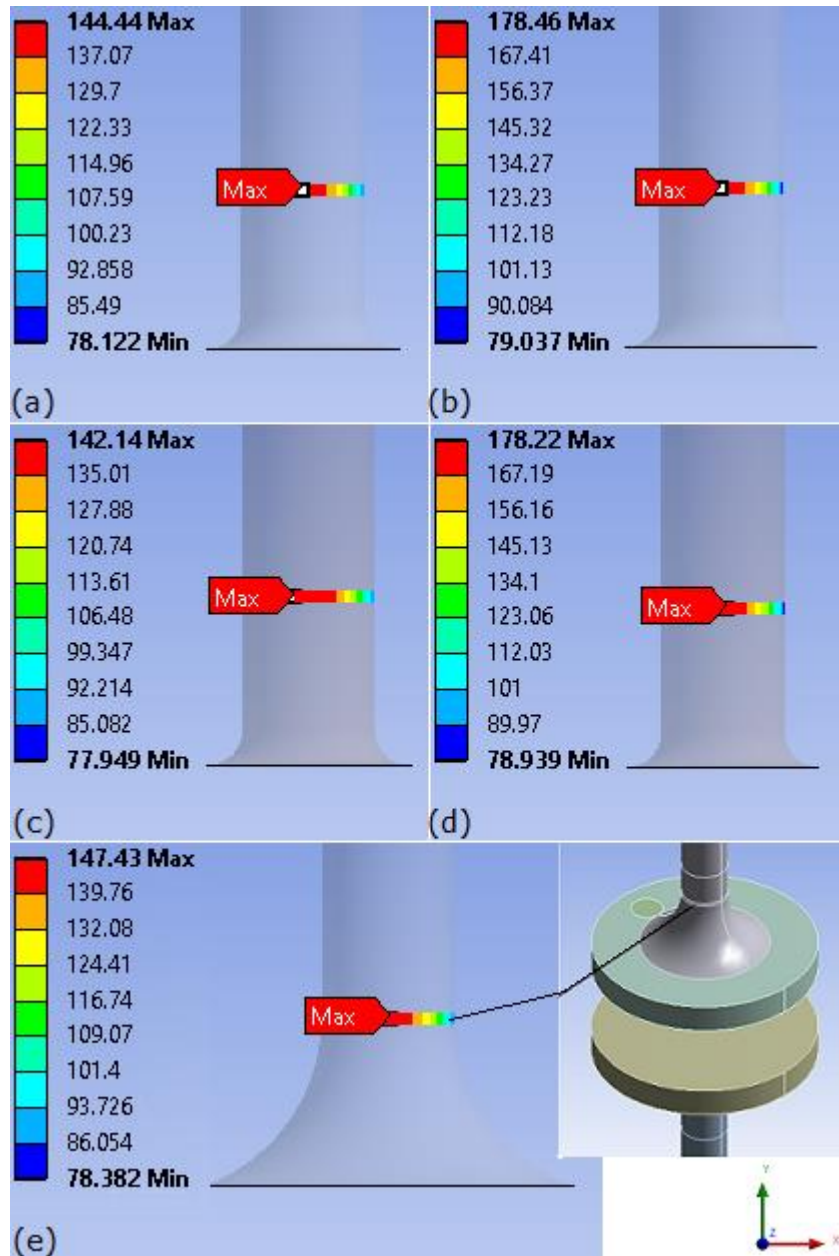 144.44 Max
137.07
129.7
122.33
114.96
107.59
100.23
92.858
85.49
78.122 Min
Max
(a)
178.46 Max
167.41
156.37
145.32
134.27
123.23
112.18
101.13
90.084
79.037 Min
Max
(b)
142.14 Max
135.01
127.88
120.74
113.61
106.48
99.347
92.214
85.082
77.949 Min
Max
(c)
178.22 Max
167.19
156.16
145.13
134.1
123.06
112.03
101
89.97
78.939 Min
Max
(d)
147.43 Max
139.76
132.08
124.41
116.74
109.07
101.4
93.726
86.054
78.382 Min
Max
(e)
Y
Z
X